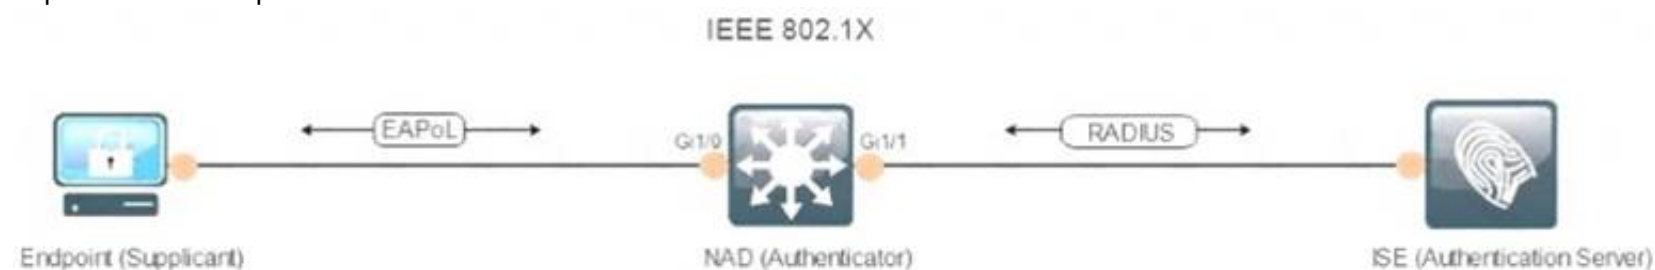 IEEE 802.1X
EAPoL
RADIUS
Gi1/0
Gi1/1
Endpoint (Supplicant)
NAD (Authenticator)
ISE (Authentication Server)